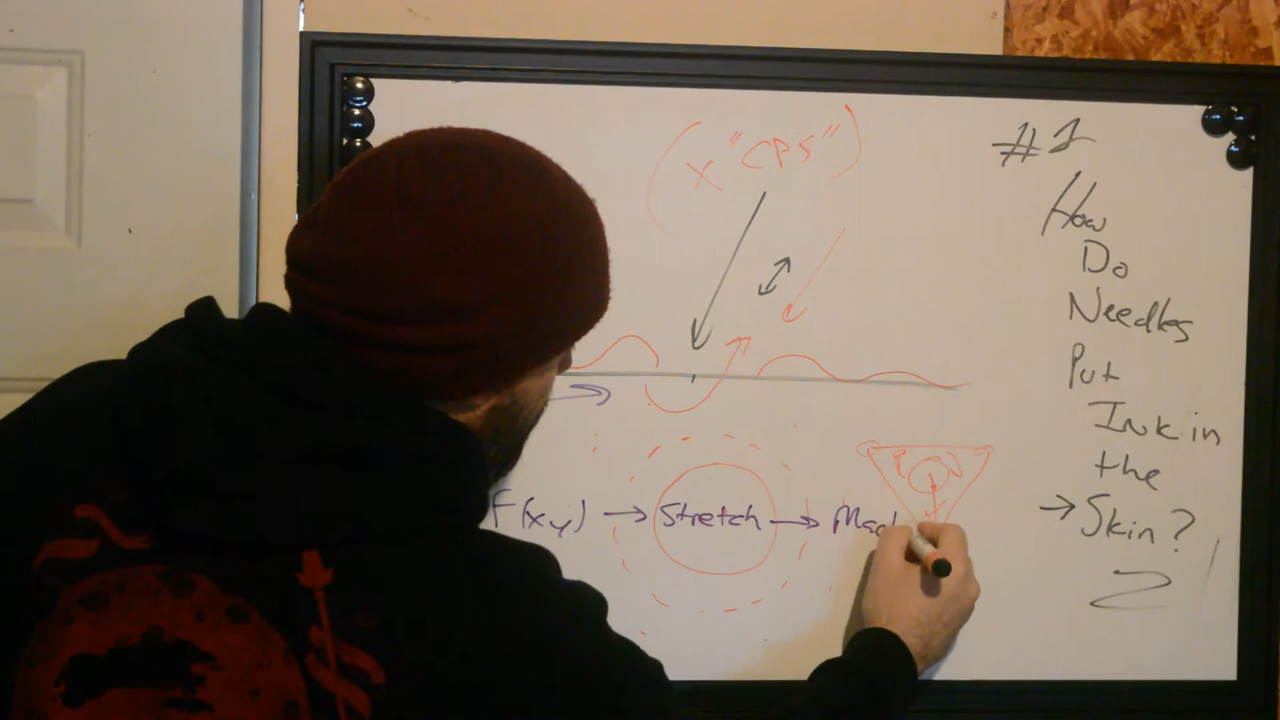 (x "CPS")
#1
How
Do
Needles
Put
Ink in
the
→ Skin?
F(x,y) → Stretch →